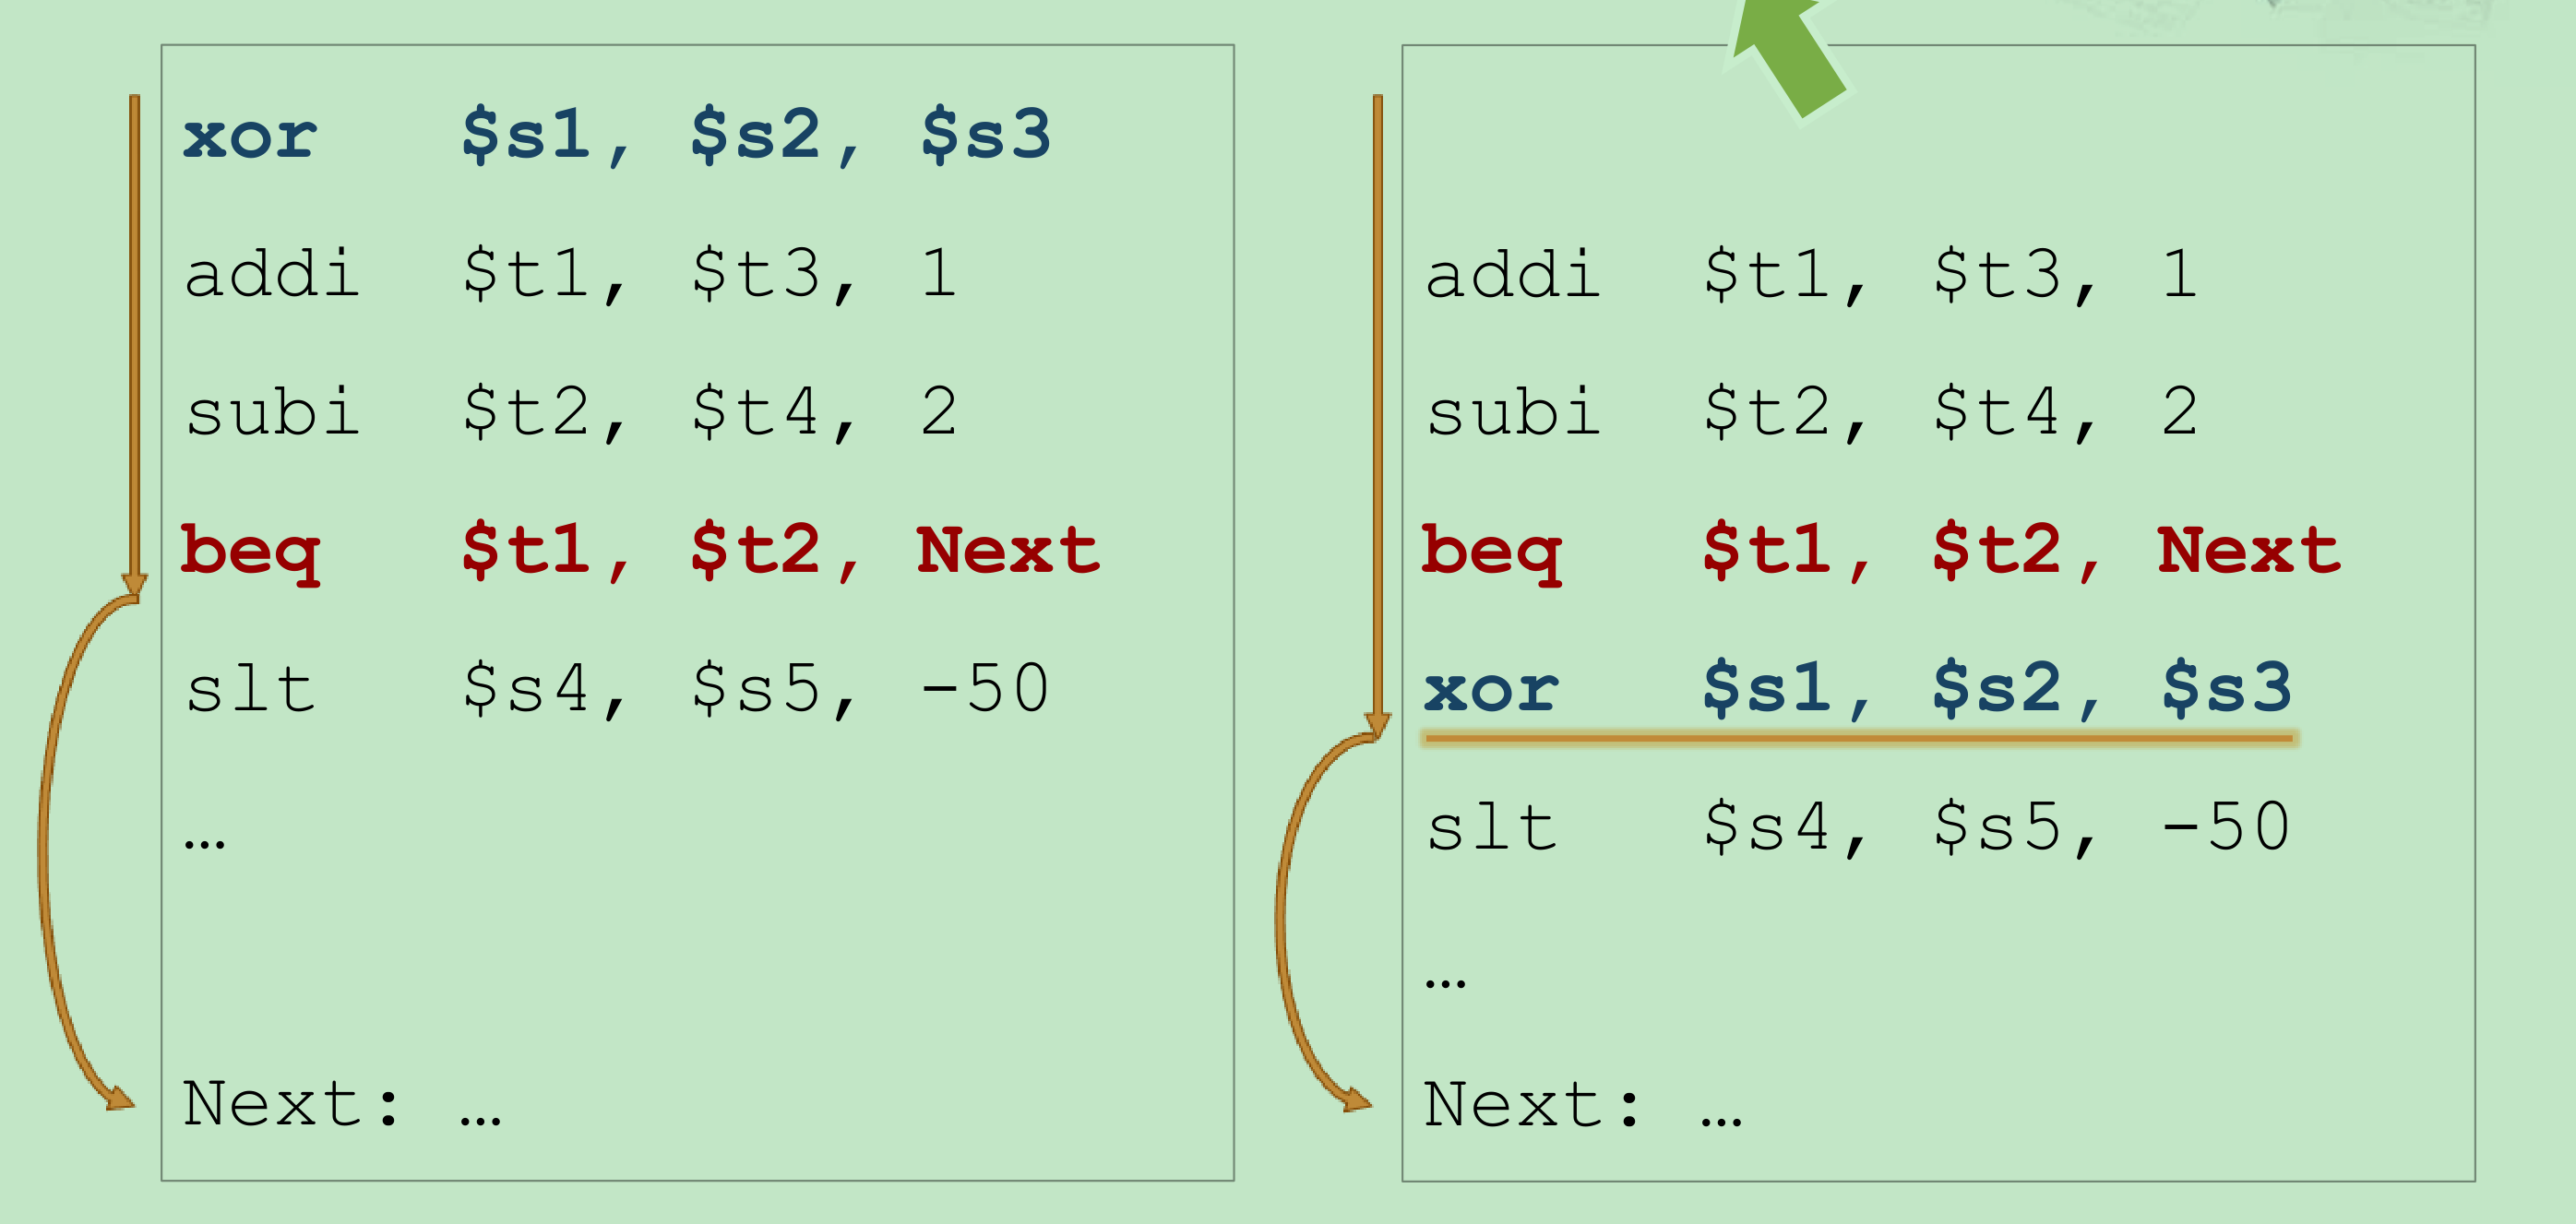 xor $s1, $s2, $s3
addi $t1, $t3, 1
subi $t2, $t4, 2
beq $t1, $t2, Next
slt $s4, $s5, -50
…
Next: …
addi $t1, $t3, 1
subi $t2, $t4, 2
beq $t1, $t2, Next
xor $s1, $s2, $s3
slt $s4, $s5, -50
…
Next: …